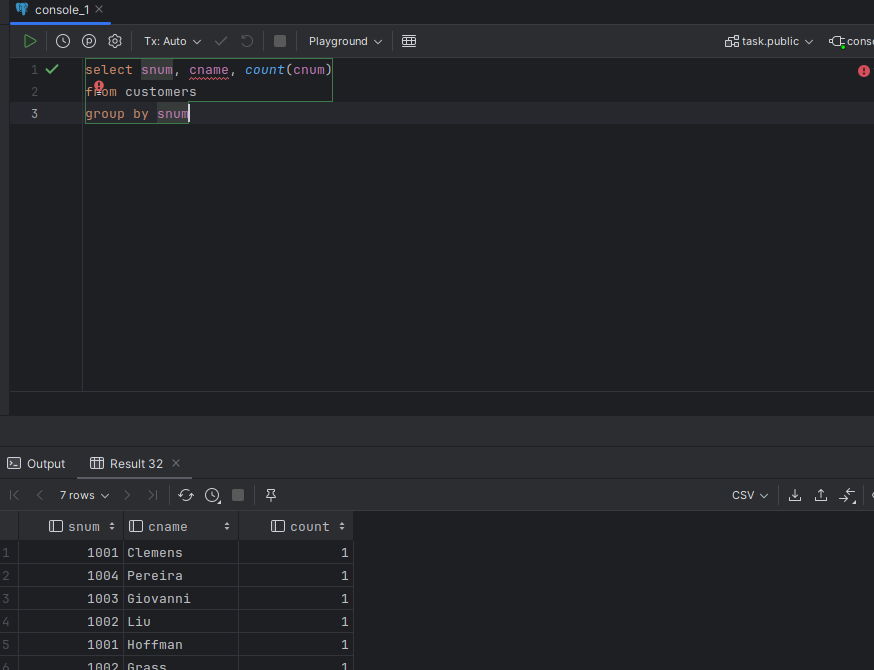 console_1
Tx: Auto
Playground
task.public
cons
1 select snum, cname, count(cnum)
2 from customers
3 group by snum
Output
Result 32
7 rows
CSV
snum cname count
1 1001 Clemens 1
2 1004 Pereira 1
3 1003 Giovanni 1
4 1002 Liu 1
5 1001 Hoffman 1
6 1002 Grass 1